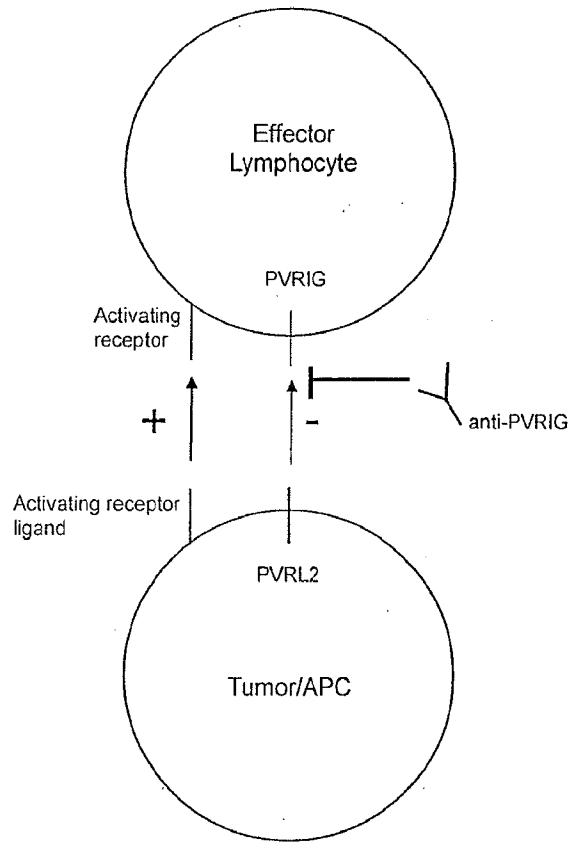 Effector
Lymphocyte
PVRIG
Activating
receptor
+
-
anti-PVRIG
Activating receptor
ligand
PVRL2
Tumor/APC